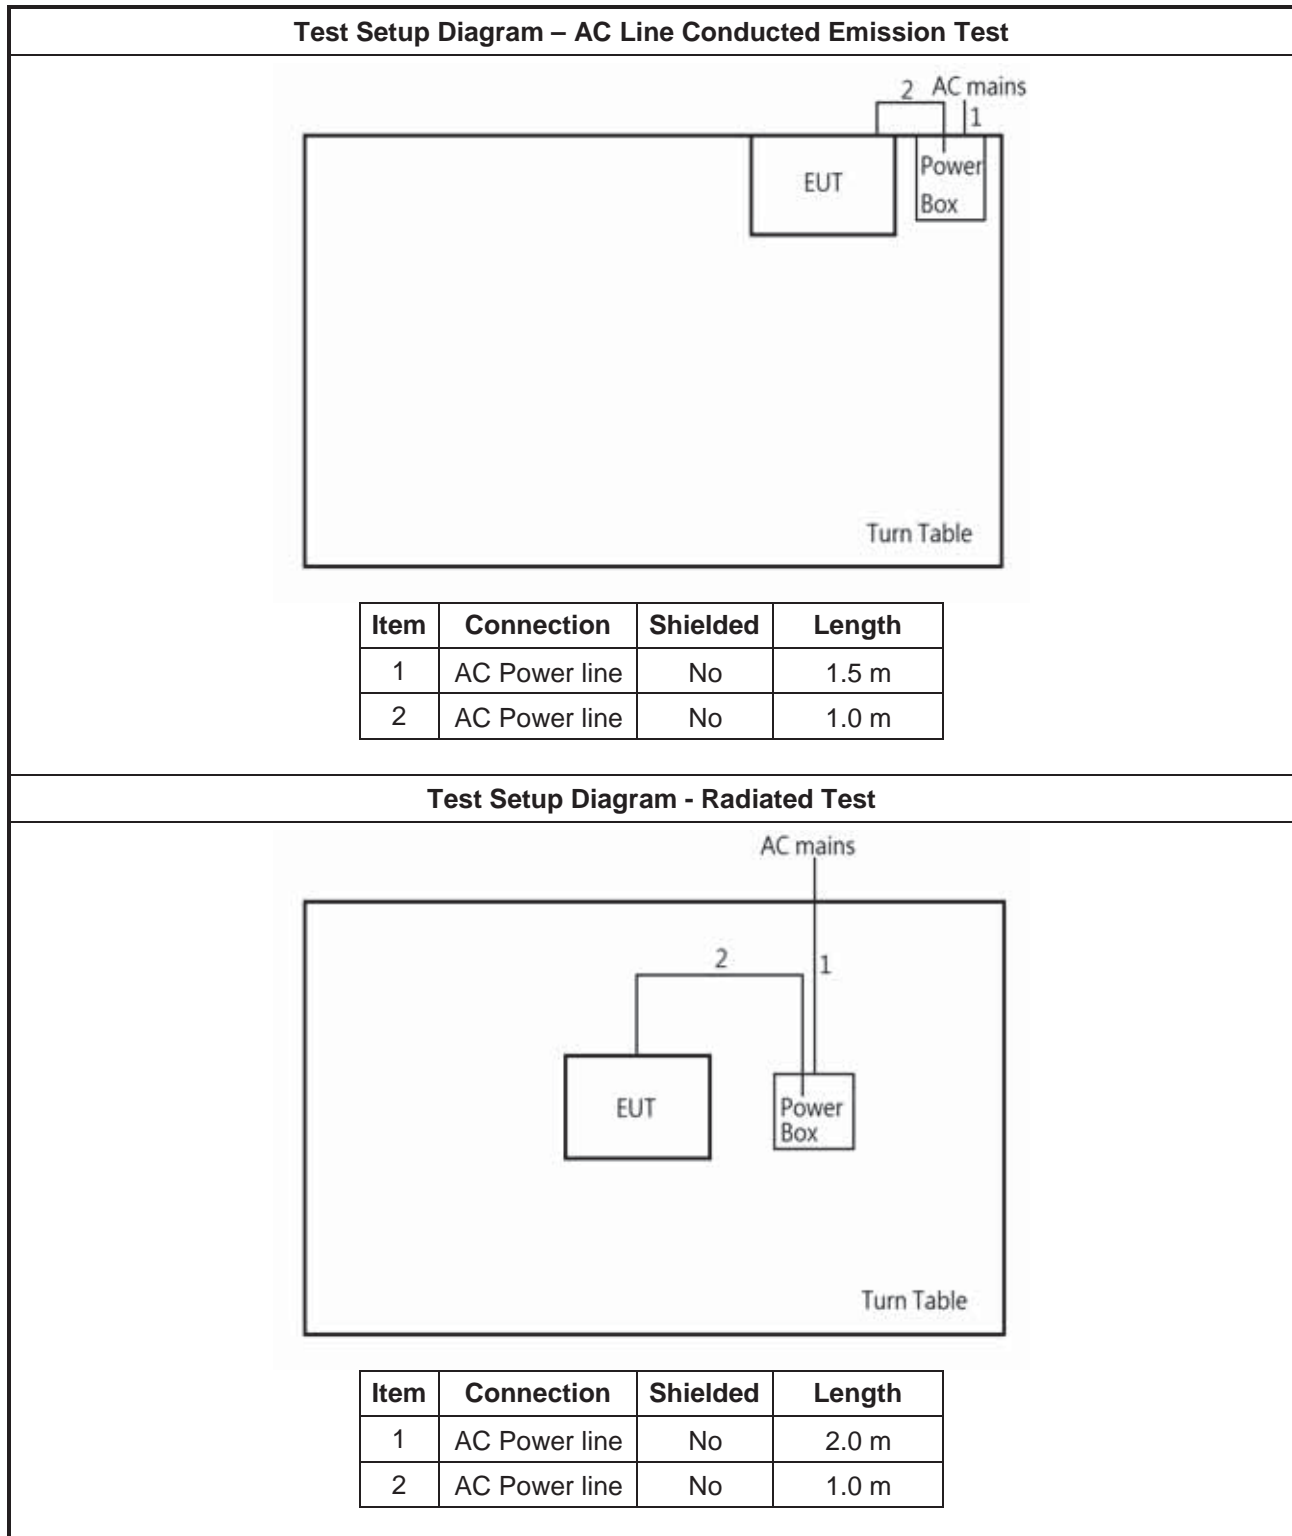 Test Setup Diagram – AC Line Conducted Emission Test
2 AC mains
1
EUT
Power
Box
Turn Table
Item Connection Shielded Length
1 AC Power line No 1.5 m
2 AC Power line No 1.0 m
Test Setup Diagram - Radiated Test
AC mains
2
1
EUT
Power
Box
Turn Table
Item Connection Shielded Length
1 AC Power line No 2.0 m
2 AC Power line No 1.0 m